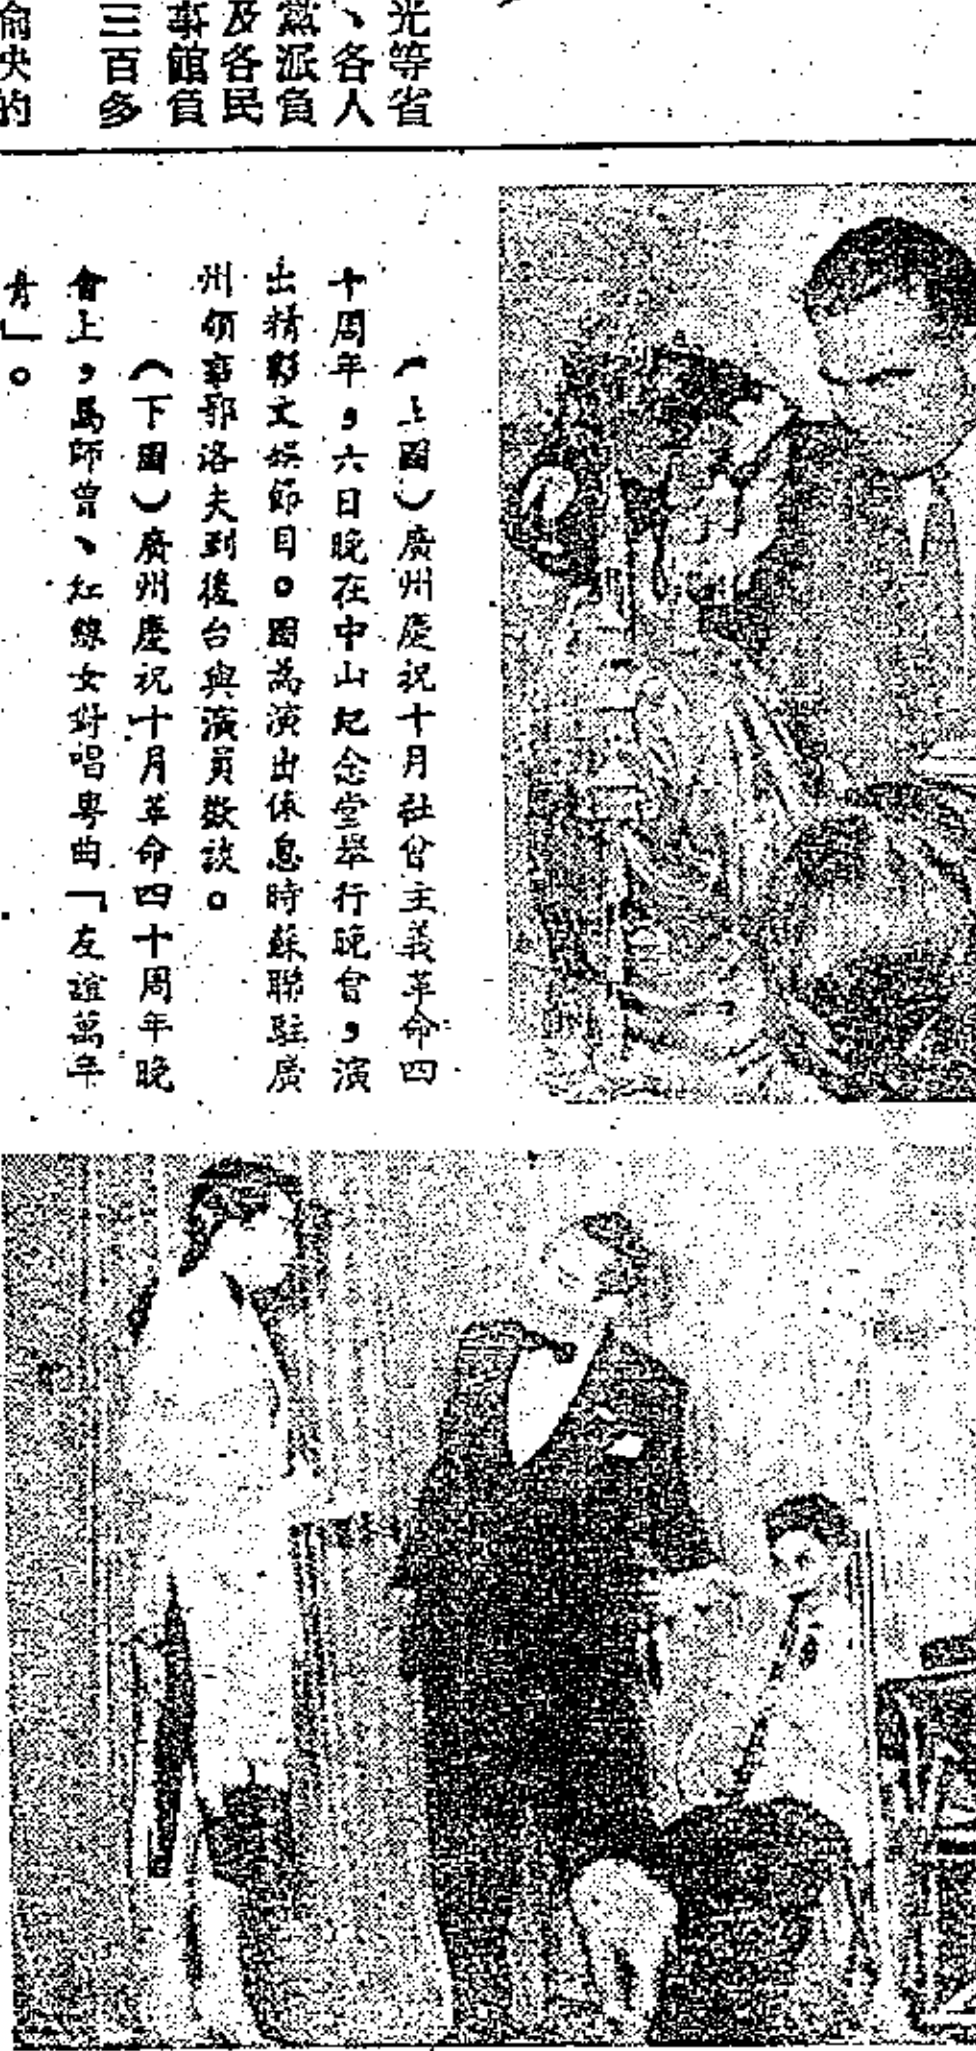 光等省
、各人
黨派負
及各民
事館負
三百多
愉快的
（上圖）廣州慶祝十月社會主義革命四
十周年，六日晚在中山紀念堂舉行晚會，演
出精彩文娛節目。圖為演出休息時蘇聯駐廣
州領事鄂洛夫到後台與演員歡談。
（下圖）廣州慶祝十月革命四十周年晚
會上，馬師曾、紅線女對唱粵曲「友誼萬年
青」。